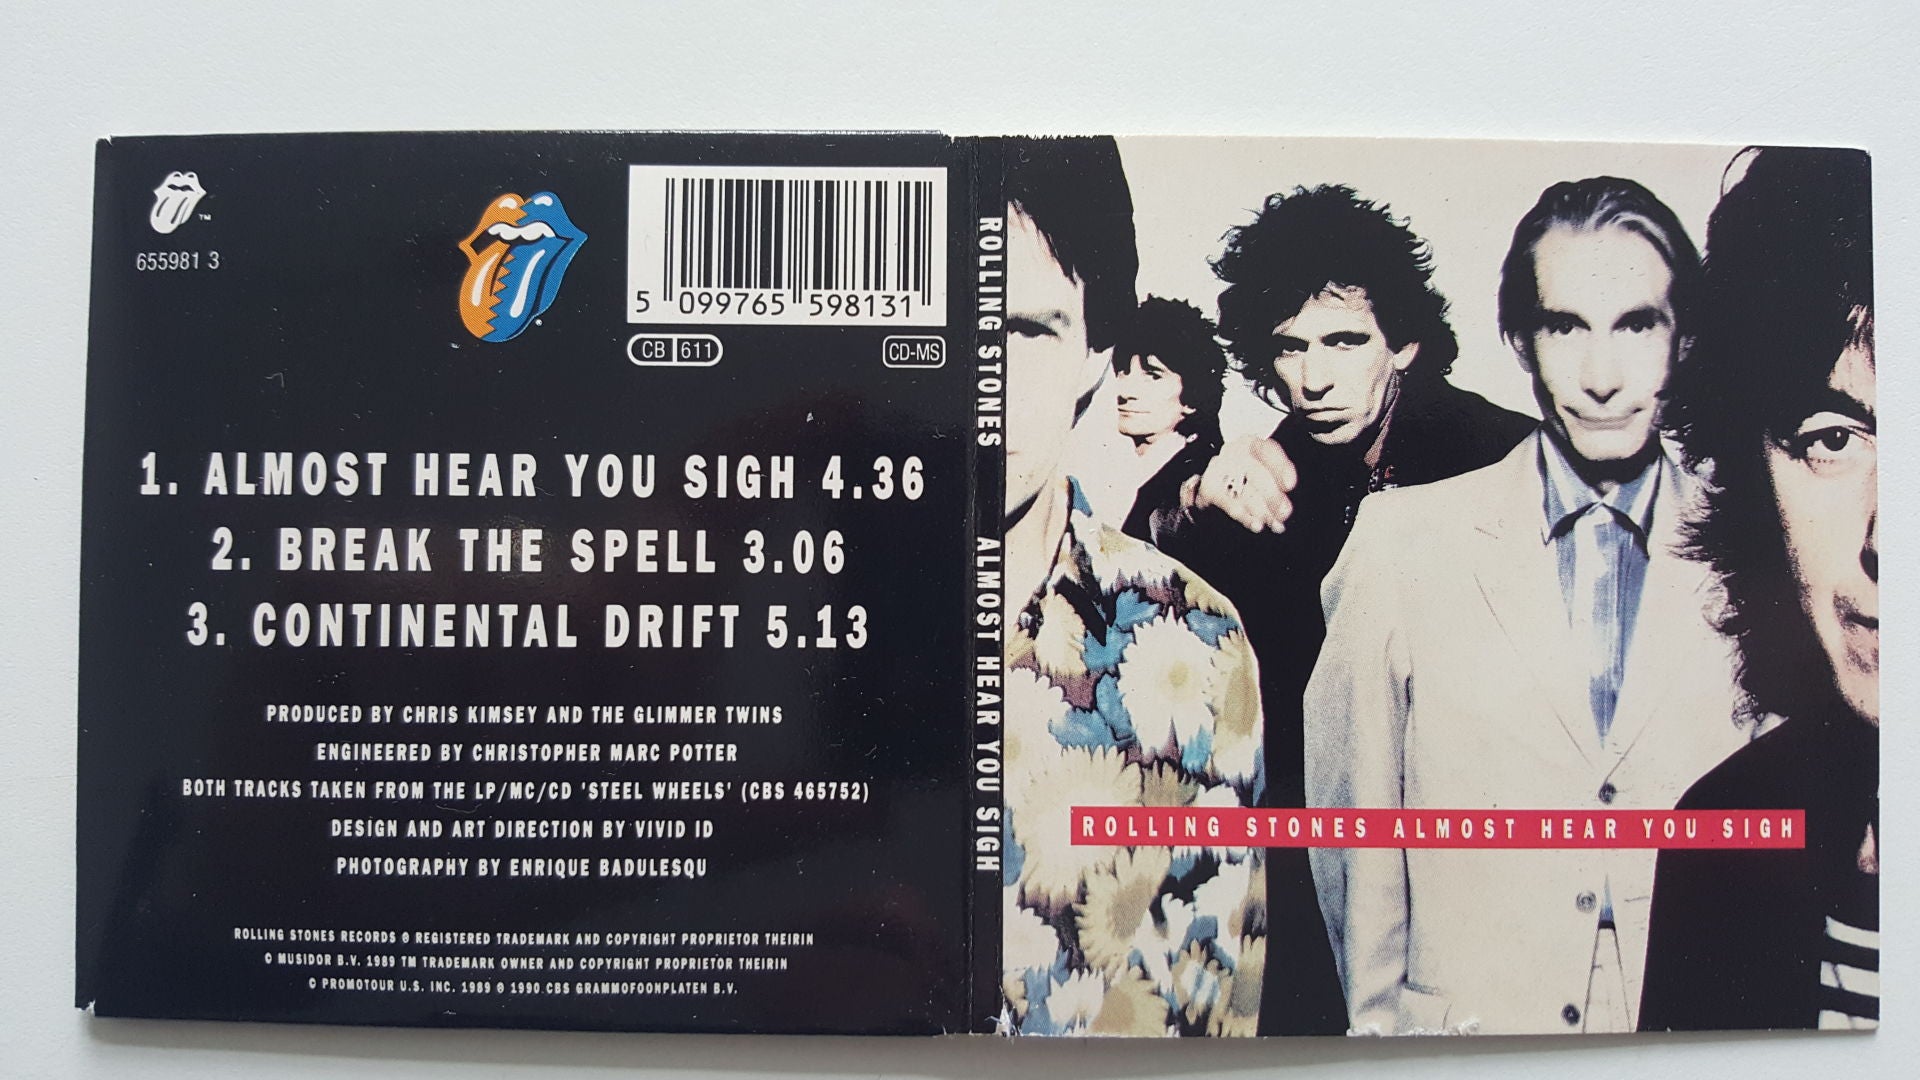 ™
655981 3
5 099765 598131
CB 611
CD-MS
1. ALMOST HEAR YOU SIGH 4.36
2. BREAK THE SPELL 3.06
3. CONTINENTAL DRIFT 5.13
PRODUCED BY CHRIS KIMSEY AND THE GLIMMER TWINS
ENGINEERED BY CHRISTOPHER MARC POTTER
BOTH TRACKS TAKEN FROM THE LP/MC/CD 'STEEL WHEELS' (CBS 465752)
DESIGN AND ART DIRECTION BY VIVID ID
PHOTOGRAPHY BY ENRIQUE BADULESQU
ROLLING STONES RECORDS ® REGISTERED TRADEMARK AND COPYRIGHT PROPRIETOR THEIRIN
© MUSIDOR B.V. 1989 TM TRADEMARK OWNER AND COPYRIGHT PROPRIETOR THEIRIN
© PROMOTOUR U.S. INC. 1989 ℗ 1990 CBS GRAMMOFOONPLATEN B.V.
ROLLING STONES ALMOST HEAR YOU SIGH
ROLLING STONES ALMOST HEAR YOU SIGH